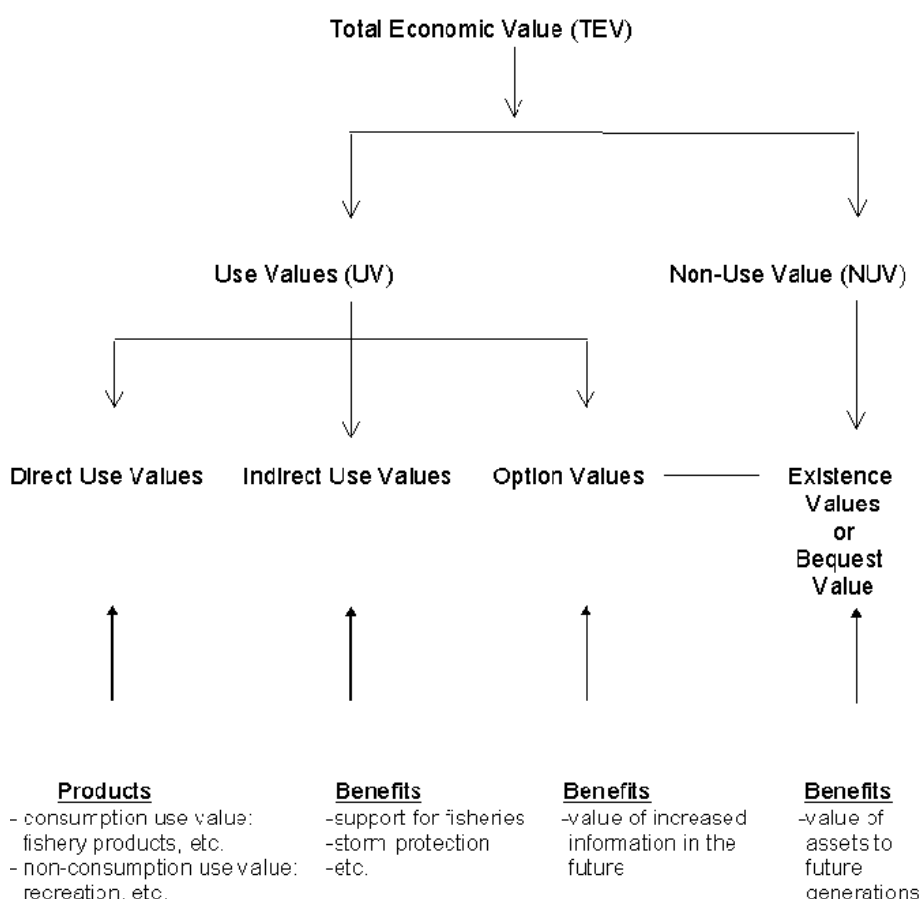 Total Economic Value (TEV)
Use Values (UV)
Non-Use Value (NUV)
Direct Use Values
Indirect Use Values
Option Values
Existence
Values
or
Bequest
Value
Products
- consumption use value:
fishery products, etc.
- non-consumption use value:
recreation, etc.
Benefits
-support for fisheries
-storm protection
-etc.
Benefits
-value of increased
information in the
future
Benefits
-value of
assets to
future
generations